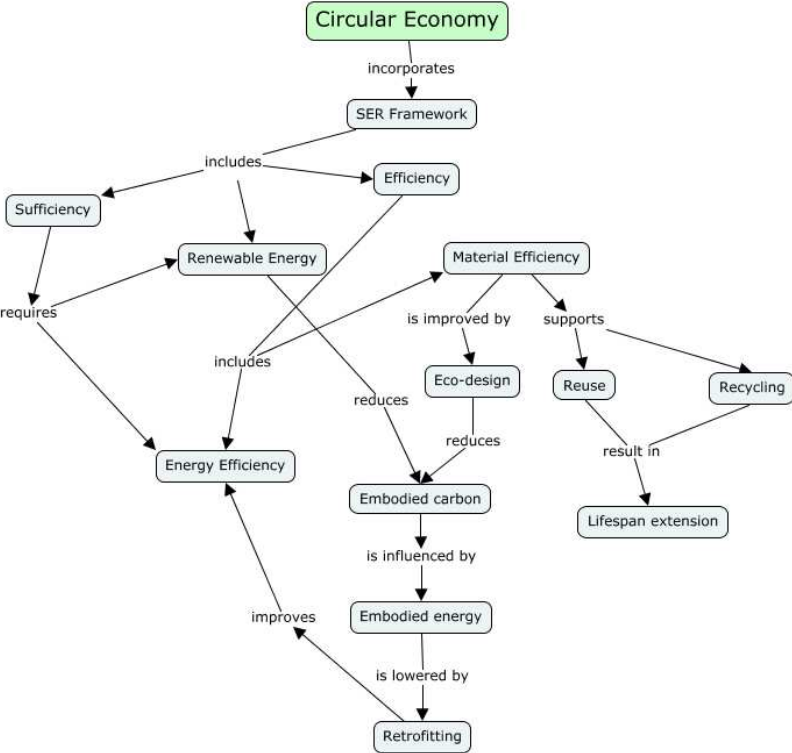 Circular Economy
incorporates
SER Framework
includes
Efficiency
Sufficiency
Renewable Energy
Material Efficiency
requires
is improved by
supports
includes
Eco-design
Reuse
Recycling
reduces
reduces
result in
Energy Efficiency
Embodied carbon
Lifespan extension
is influenced by
improves
Embodied energy
is lowered by
Retrofitting